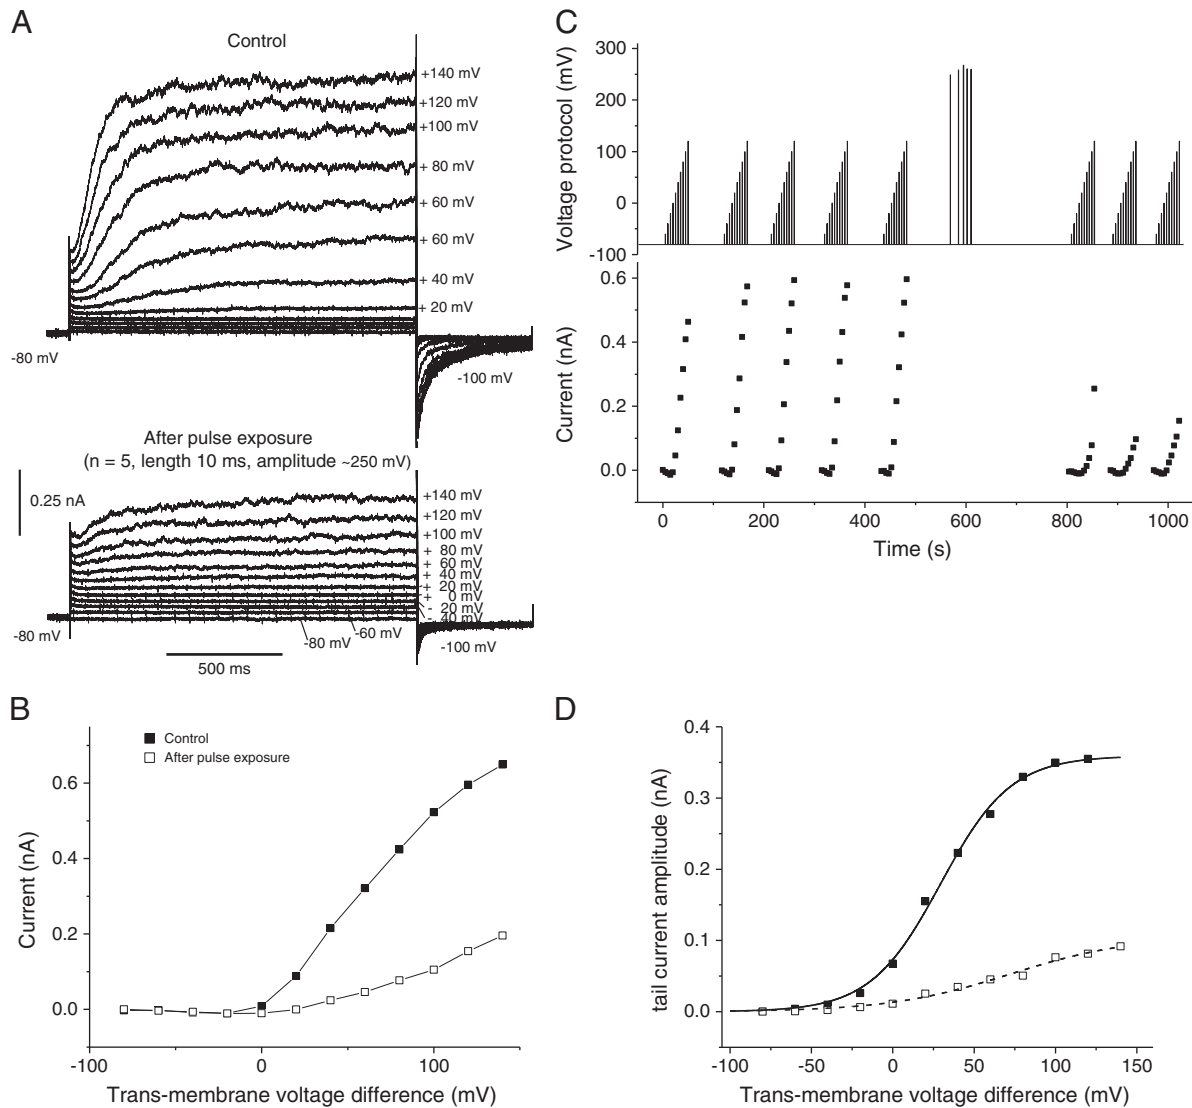 A
Control
+140 mV
+120 mV
+100 mV
+ 80 mV
+ 60 mV
+ 60 mV
+ 40 mV
+ 20 mV
-80 mV
-100 mV
After pulse exposure
(n = 5, length 10 ms, amplitude ~250 mV)
0.25 nA
+140 mV
+120 mV
+100 mV
+ 80 mV
+ 60 mV
+ 40 mV
+ 20 mV
+ 0 mV
- 20 mV
- 40 mV
-80 mV
-80 mV
-60 mV
-100 mV
500 ms
C
Voltage protocol (mV)
300
200
100
0
-100
Current (nA)
0.6
0.4
0.2
0.0
0 200 400 600 800 1000
Time (s)
B
Control
After pulse exposure
Current (nA)
0.6
0.4
0.2
0.0
-100 0 100
Trans-membrane voltage difference (mV)
D
tail current amplitude (nA)
0.4
0.3
0.2
0.1
0.0
-100 -50 0 50 100 150
Trans-membrane voltage difference (mV)